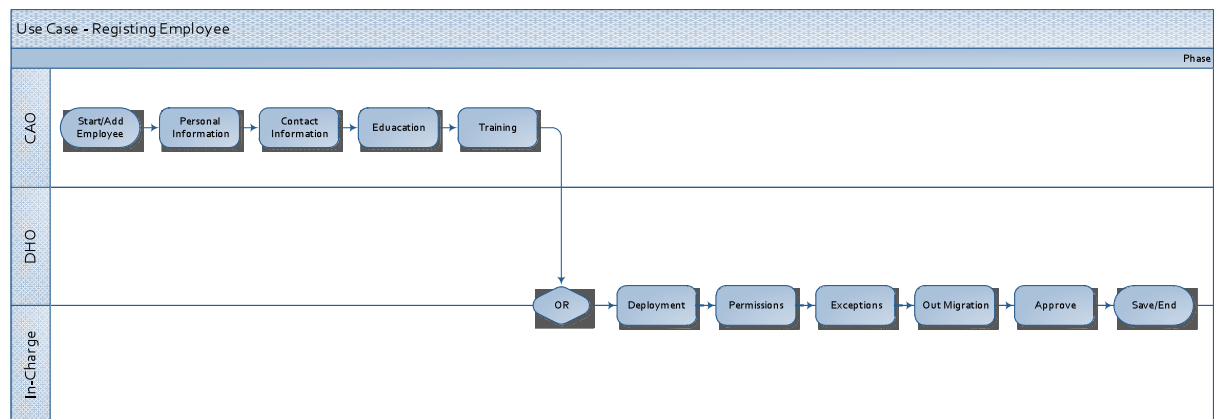 Use Case - Registing Employee
Phase
CAO
Start/Add
Employee
Personal
Information
Contact
Information
Eduacation
Training
DHO
OR
Deployment
Permissions
Exceptions
Out Migration
Approve
Save/End
In-Charge